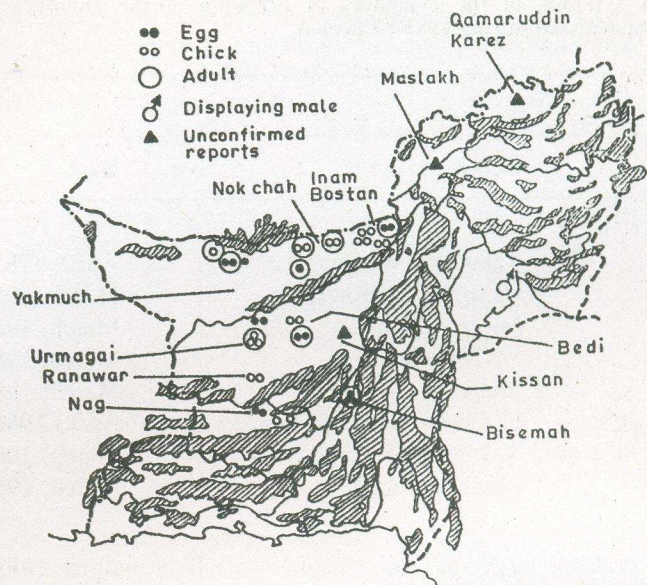 Egg
Chick
Adult
Displaying male
Unconfirmed
reports
Qamaruddin
Karez
Maslakh
Nok chah
Inam
Bostan
Yakmuch
Urmagai
Ranawar
Nag
Bedi
Kissan
Bisemah